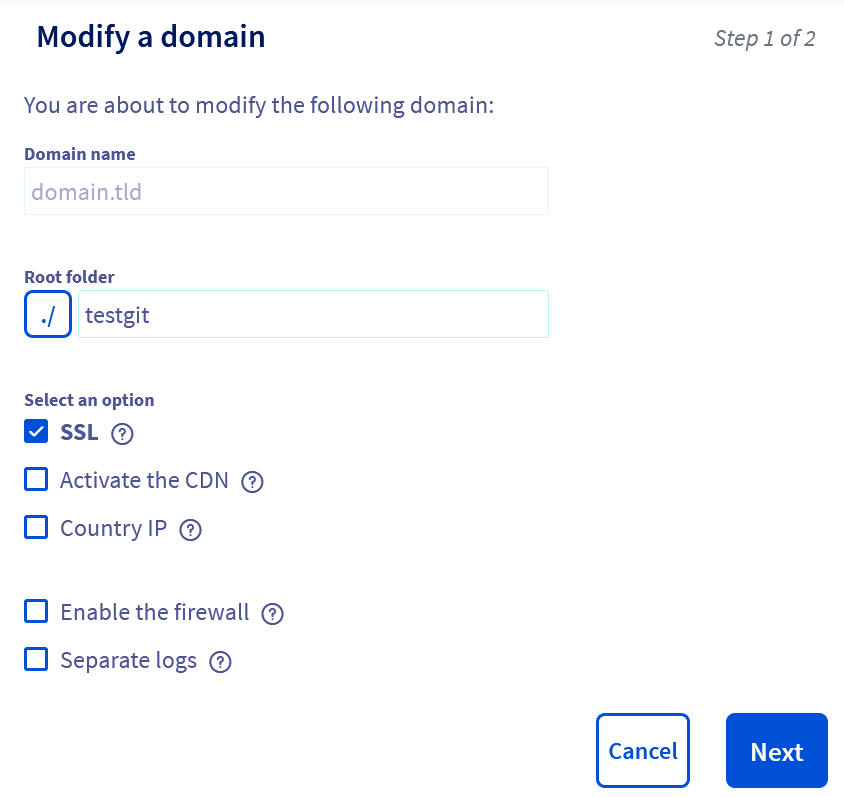 Modify a domain
Step 1 of 2
You are about to modify the following domain:
Domain name
domain.tld
Root folder
./ testgit
Select an option
SSL ?
Activate the CDN ?
Country IP ?
Enable the firewall ?
Separate logs ?
Cancel Next